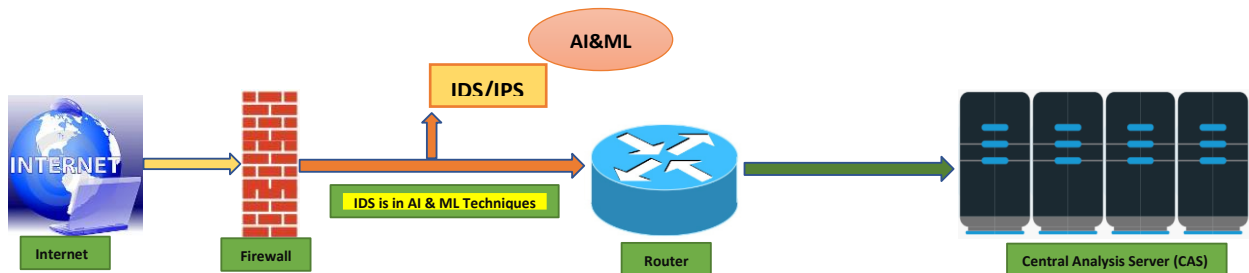 AI&ML
IDS/IPS
INTERNET
IDS is in AI & ML Techniques
Internet
Firewall
Router
Central Analysis Server (CAS)